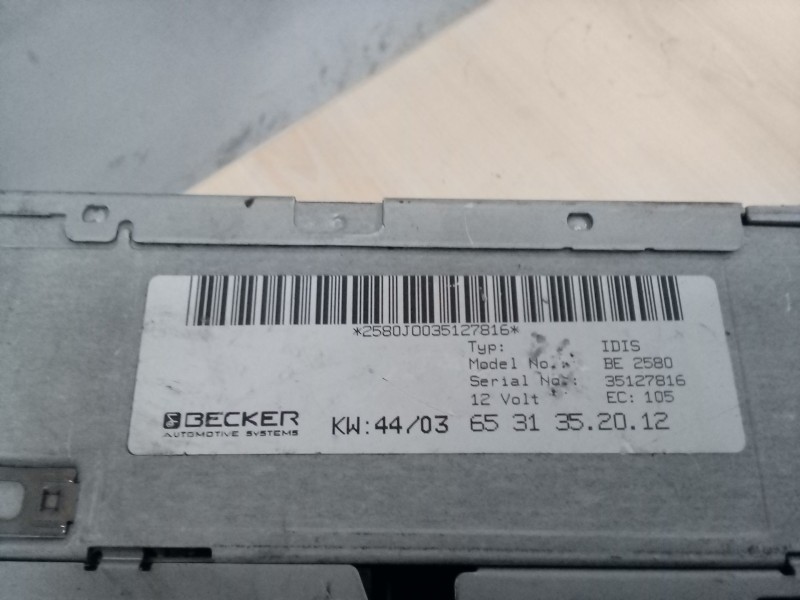 *2580J0035127816*
Typ: IDIS
Model No.: BE 2580
Serial No.: 35127816
12 Volt EC: 105
BECKER
AUTOMOTIVE SYSTEMS
KW:44/03 65 31 35.20.12